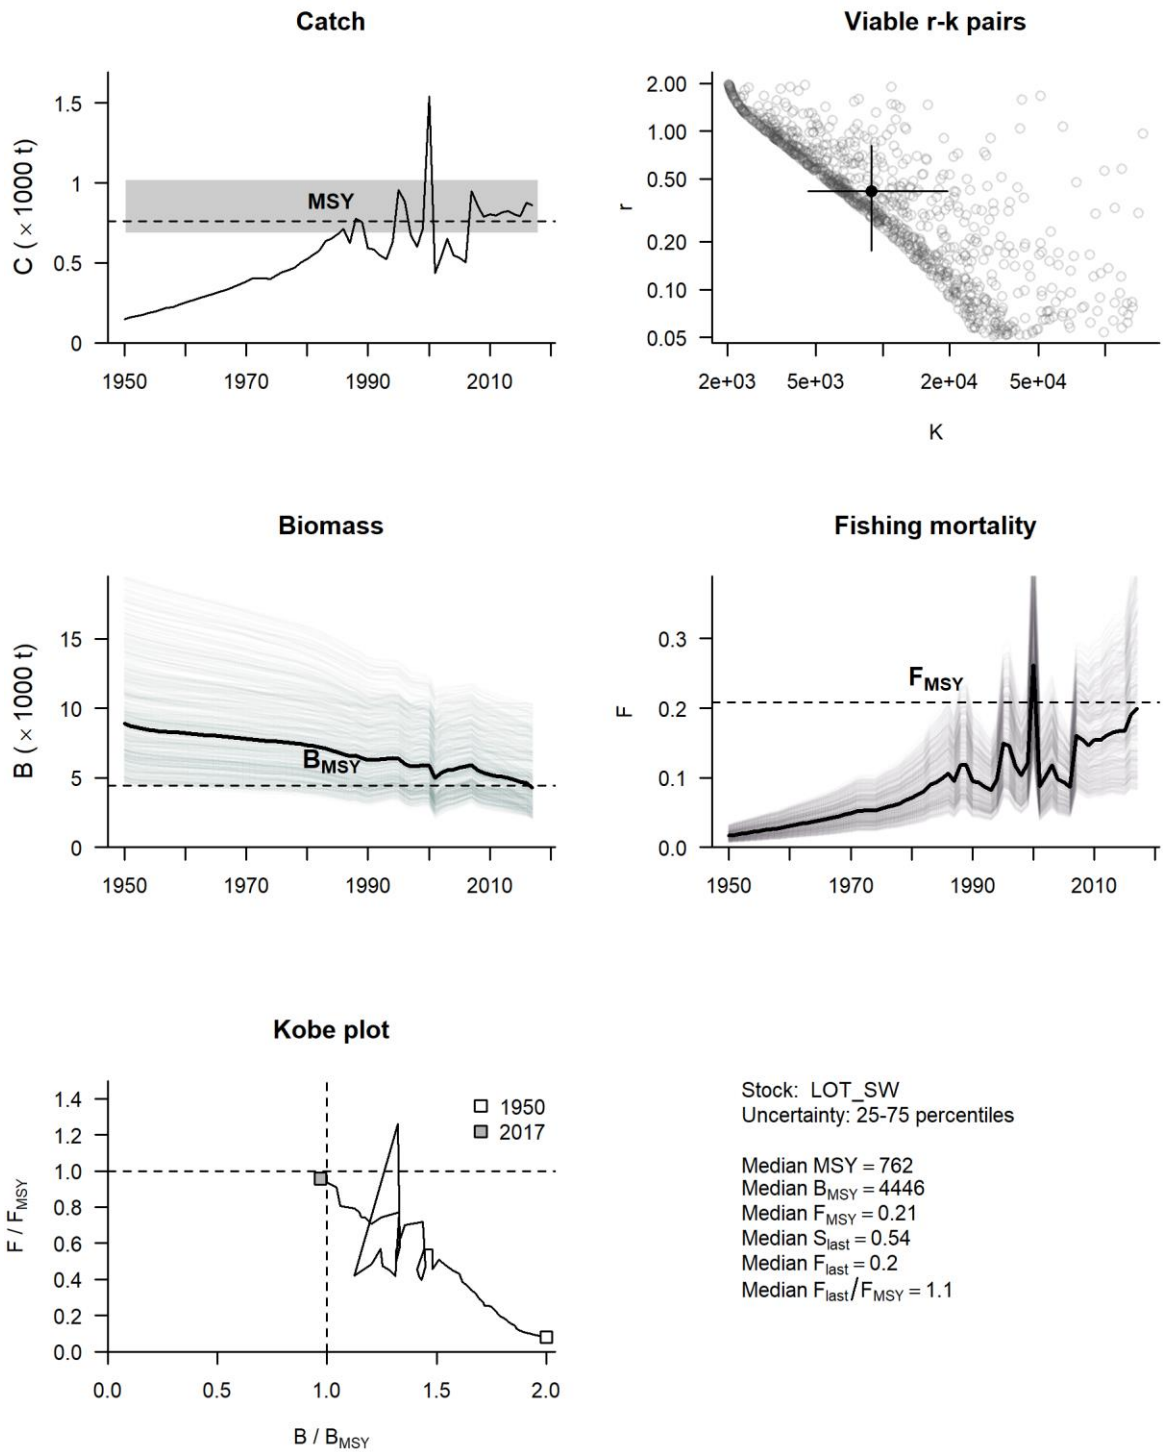 Catch
C ( × 1000 t)
1.5
1
0.5
0
MSY
1950
1970
1990
2010
Viable r-k pairs
r
2.00
1.00
0.50
0.20
0.10
0.05
2e+03
5e+03
2e+04
5e+04
K
Biomass
B ( × 1000 t)
15
10
5
0
BMSY
1950
1970
1990
2010
Fishing mortality
F
0.3
0.2
0.1
0.0
FMSY
1950
1970
1990
2010
Kobe plot
F / FMSY
1.4
1.2
1.0
0.8
0.6
0.4
0.2
0.0
1950
2017
0.0
0.5
1.0
1.5
2.0
B / BMSY
Stock: LOT_SW
Uncertainty: 25-75 percentiles
Median MSY = 762
Median BMSY = 4446
Median FMSY = 0.21
Median Slast = 0.54
Median Flast = 0.2
Median Flast/FMSY = 1.1